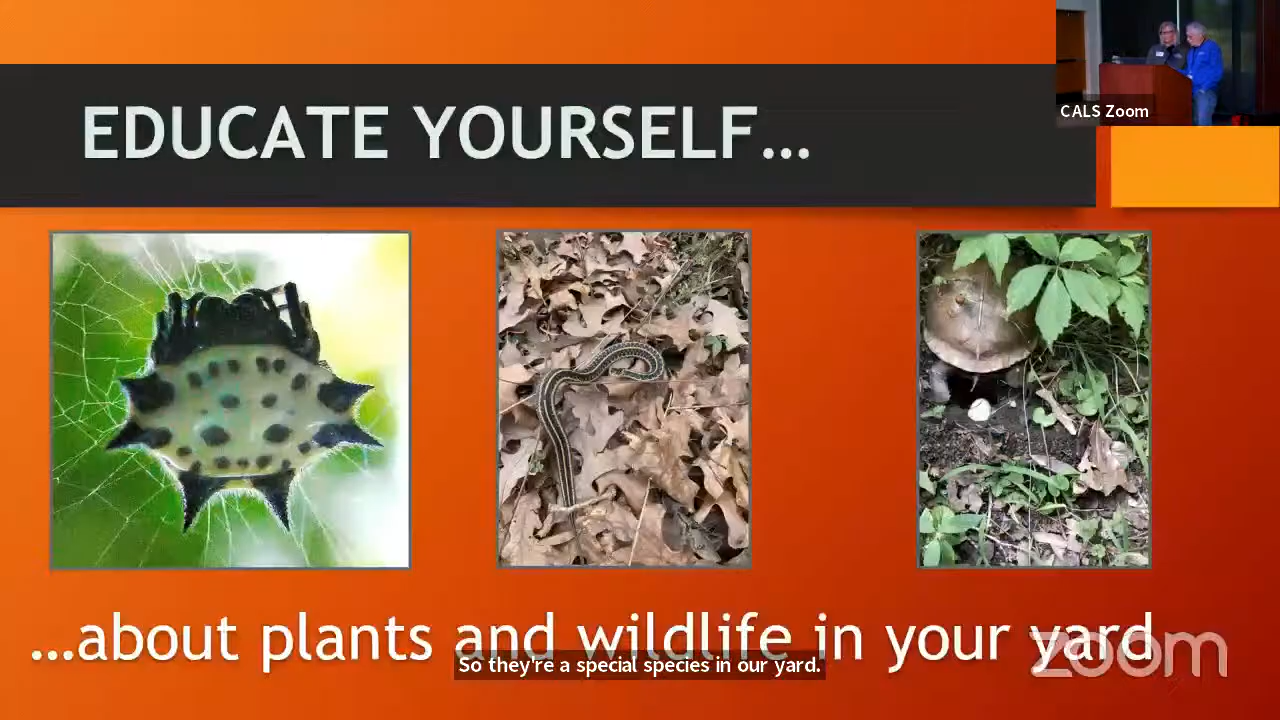 EDUCATE YOURSELF...
CALS Zoom
...about plants and wildlife in your yard
So they're a special species in our yard.
zoom